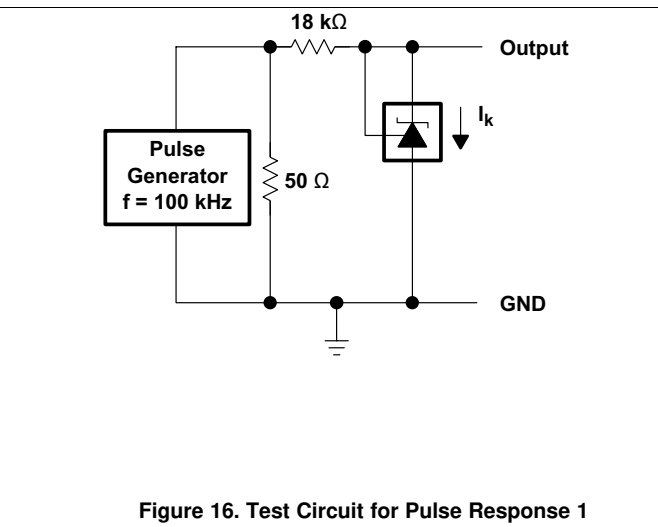 18 kΩ
Output
Ik
Pulse
Generator
f = 100 kHz
50 Ω
GND
Figure 16. Test Circuit for Pulse Response 1